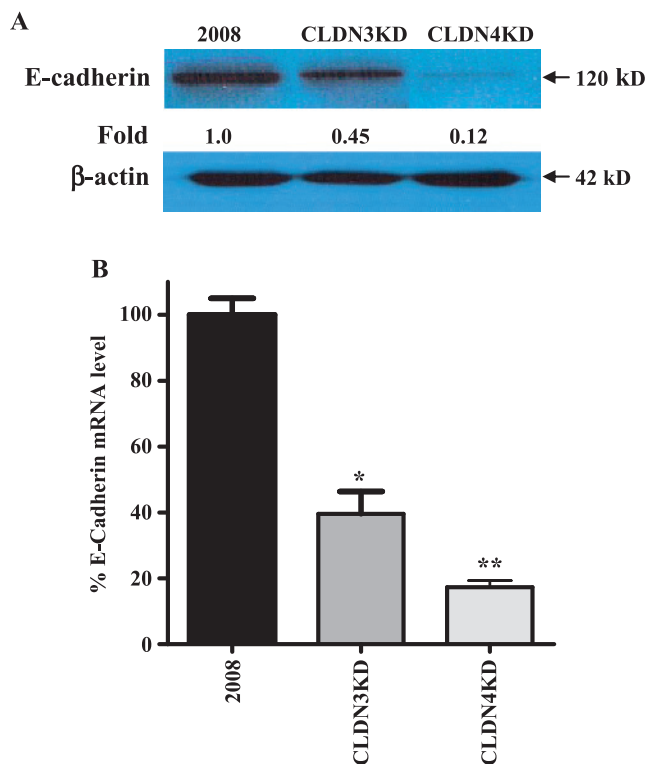 A
2008 CLDN3KD CLDN4KD
E-cadherin ← 120 kD
Fold 1.0 0.45 0.12
β-actin ← 42 kD
B
% E-Cadherin mRNA level
100
80
60
40
20
0
*
**
2008
CLDN3KD
CLDN4KD